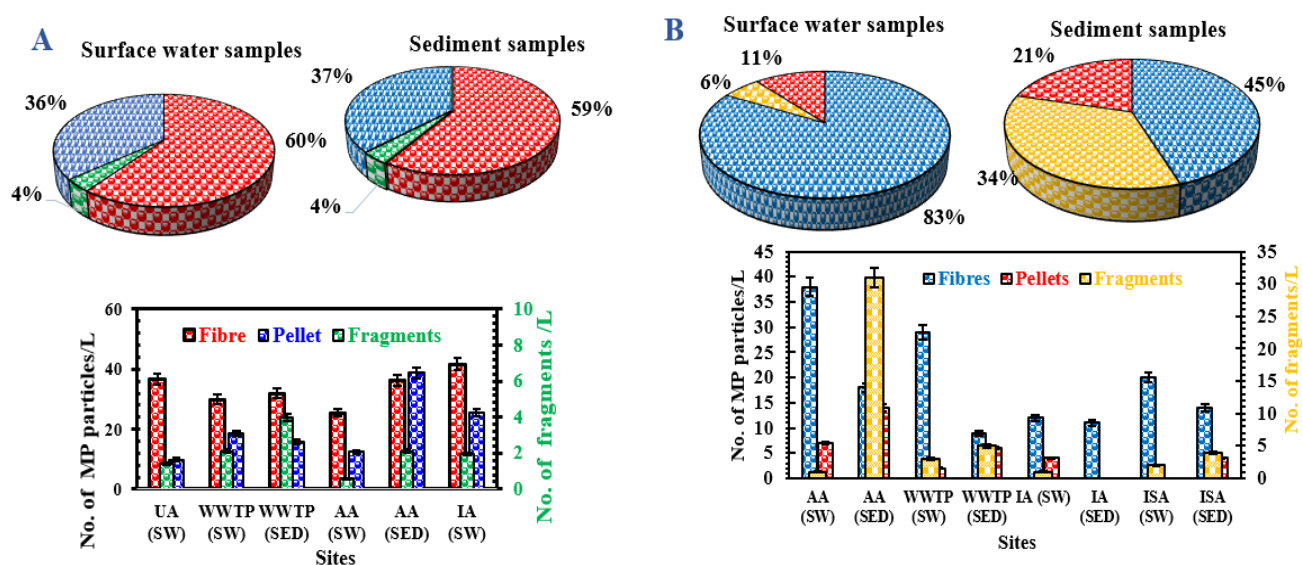 A
Surface water samples
Sediment samples
36%
60%
4%
37%
59%
4%
No. of MP particles/L
60
40
20
0
Fibre
Pellet
Fragments
10
8
6
4
2
0
No. of fragments /L
UA (SW)
WWTP (SW)
WWTP (SED)
AA (SW)
AA (SED)
IA (SW)
Sites
B
Surface water samples
Sediment samples
11%
6%
83%
21%
45%
34%
No. of MP particles/L
45
40
35
30
25
20
15
10
5
0
Fibres
Pellets
Fragments
35
30
25
20
15
10
5
0
No. of fragments/L
AA (SW)
AA (SED)
WWTP (SW)
WWTP (SED)
IA (SW)
IA (SED)
ISA (SW)
ISA (SED)
Sites